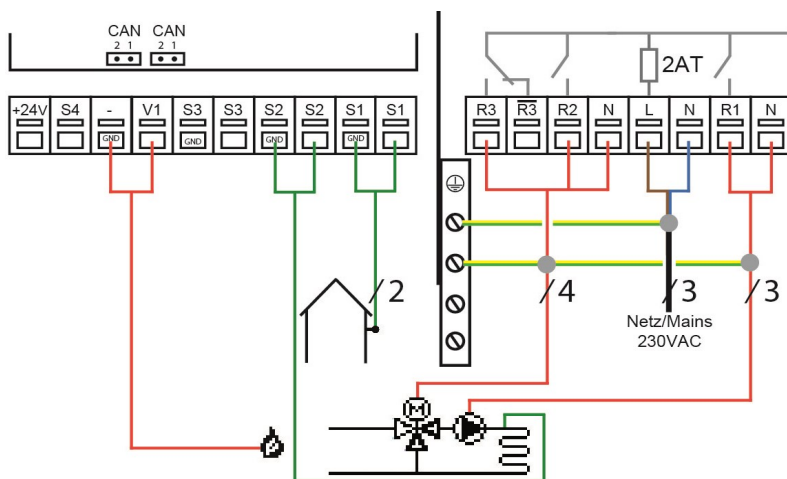 CAN CAN
2 1 2 1
2AT
+24V S4 - V1 S3 S3 S2 S2 S1 S1
R3 R3 R2 N L N R1 N
GND GND GND GND
/2
/4 /3 /3
Netz/Mains
230VAC
M